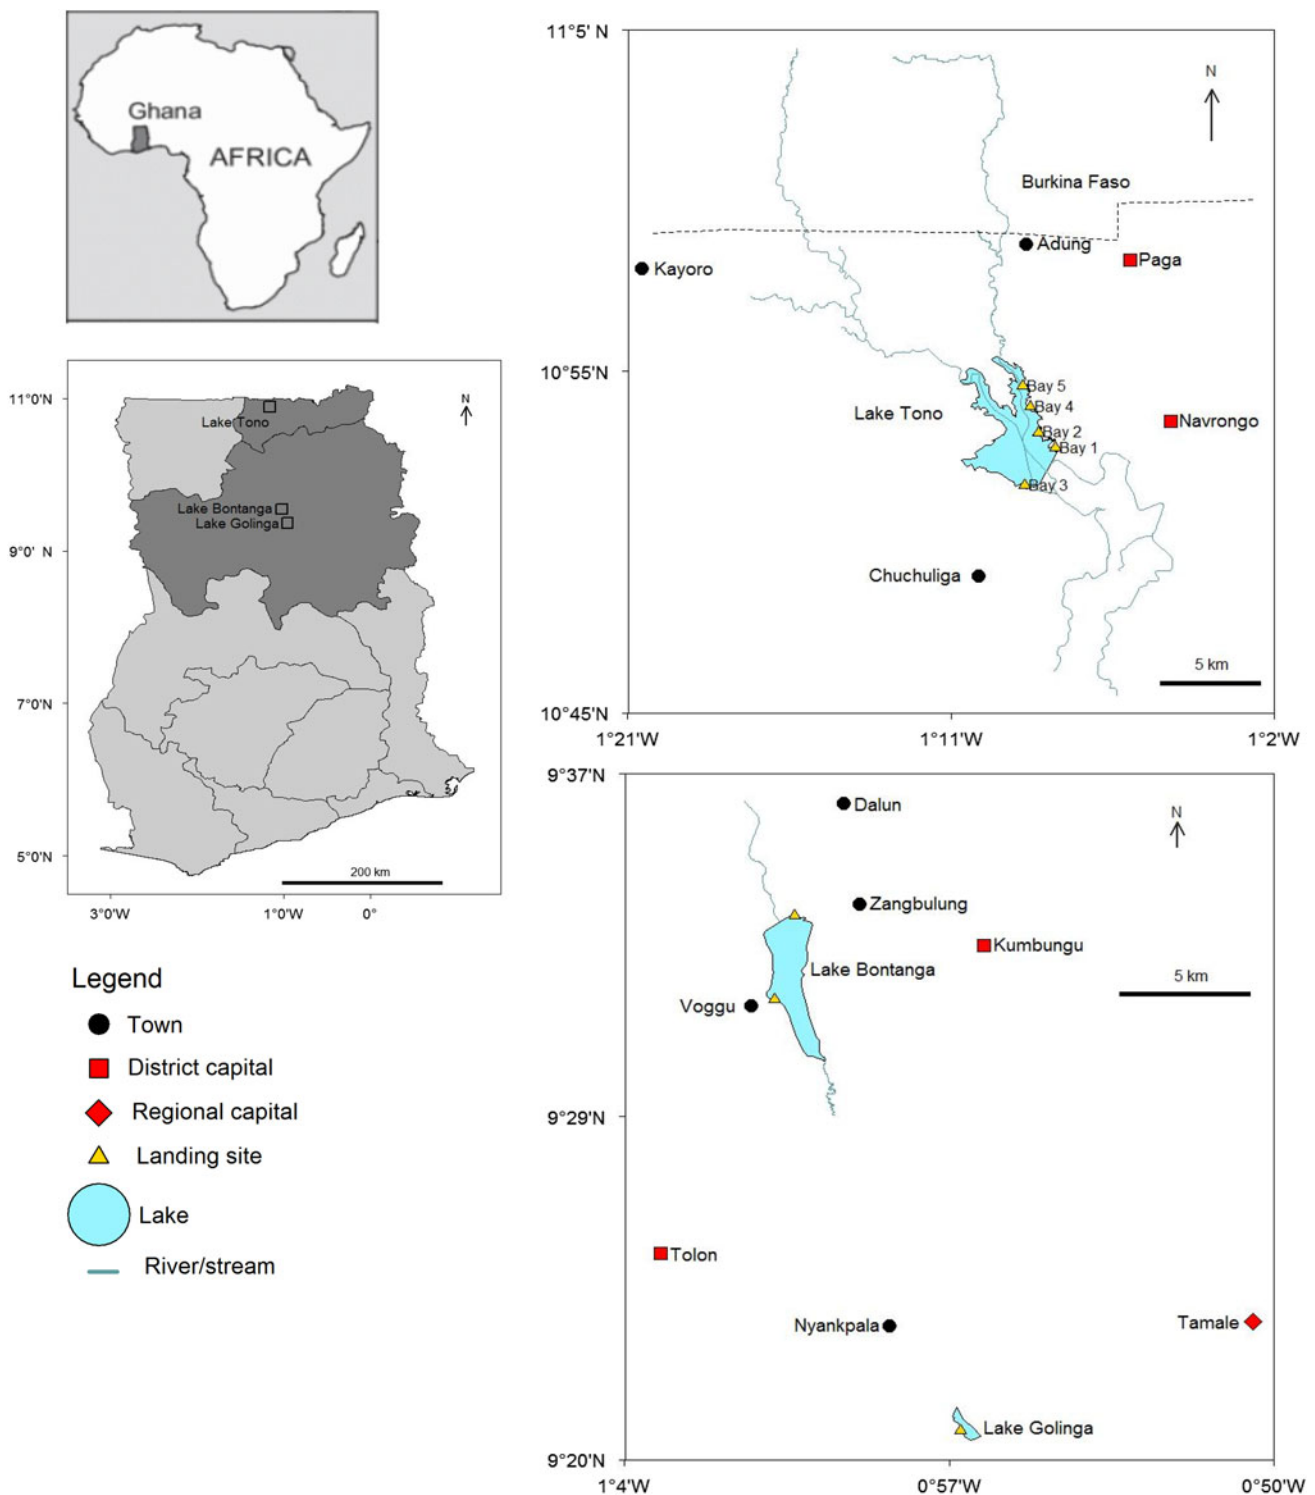 Ghana
AFRICA
11°0' N
9°0' N
7°0'N
5°0'N
N
Lake Tono
Lake Bontanga
Lake Golinga
200 km
3°0'W
1°0'W
0°
Legend
Town
District capital
Regional capital
Landing site
Lake
River/stream
11°5' N
N
Burkina Faso
Adung
Paga
Kayoro
10°55'N
Bay 5
Lake Tono
Bay 4
Navrongo
Bay 2
Bay 1
Bay 3
Chuchuliga
5 km
10°45'N
1°21'W
1°11'W
1°2'W
9°37'N
Dalun
N
Zangbulung
Kumbungu
Lake Bontanga
5 km
Voggu
9°29'N
Tolon
Nyankpala
Tamale
Lake Golinga
9°20'N
1°4'W
0°57'W
0°50'W